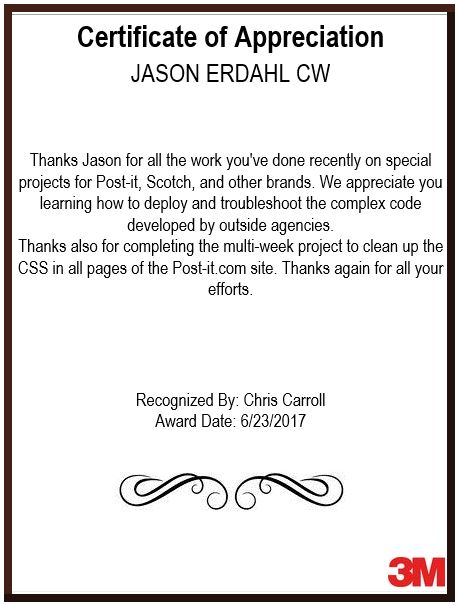 Certificate of Appreciation
JASON ERDAHL CW
Thanks Jason for all the work you've done recently on special
projects for Post-it, Scotch, and other brands. We appreciate you
learning how to deploy and troubleshoot the complex code
developed by outside agencies.
Thanks also for completing the multi-week project to clean up the
CSS in all pages of the Post-it.com site. Thanks again for all your
efforts.
Recognized By: Chris Carroll
Award Date: 6/23/2017
3M